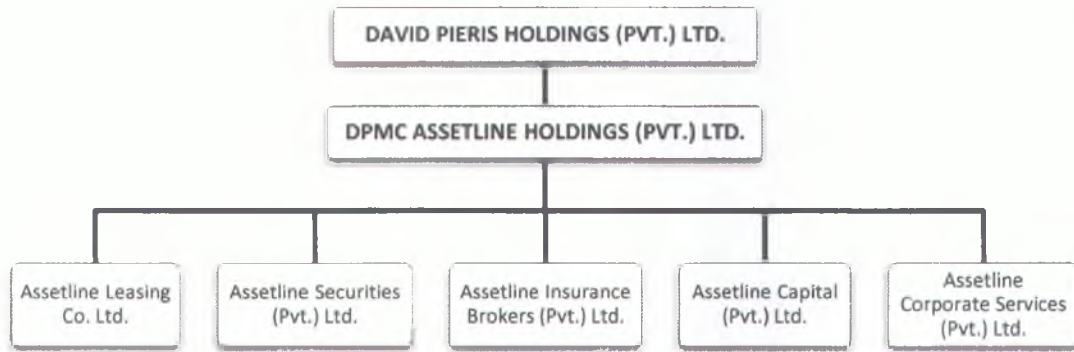 DAVID PIERIS HOLDINGS (PVT.) LTD.
DPMC ASSETLINE HOLDINGS (PVT.) LTD.
Assetline Leasing
Co. Ltd.
Assetline Securities
(Pvt.) Ltd.
Assetline Insurance
Brokers (Pvt.) Ltd.
Assetline Capital
(Pvt.) Ltd.
Assetline
Corporate Services
(Pvt.) Ltd.